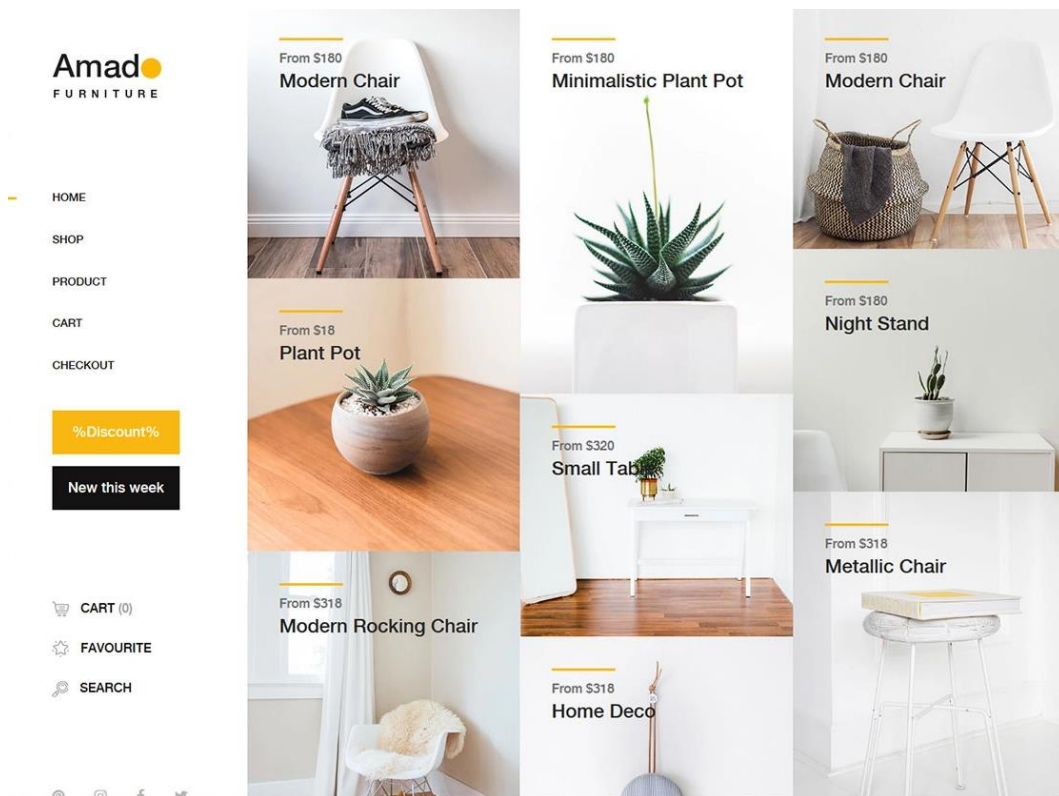 Amado
FURNITURE
HOME
SHOP
PRODUCT
CART
CHECKOUT
%Discount%
New this week
CART (0)
FAVOURITE
SEARCH
From $180
Modern Chair
From $18
Plant Pot
From $318
Modern Rocking Chair
From $180
Minimalistic Plant Pot
From $320
Small Table
From $318
Home Deco
From $180
Modern Chair
From $180
Night Stand
From $318
Metallic Chair